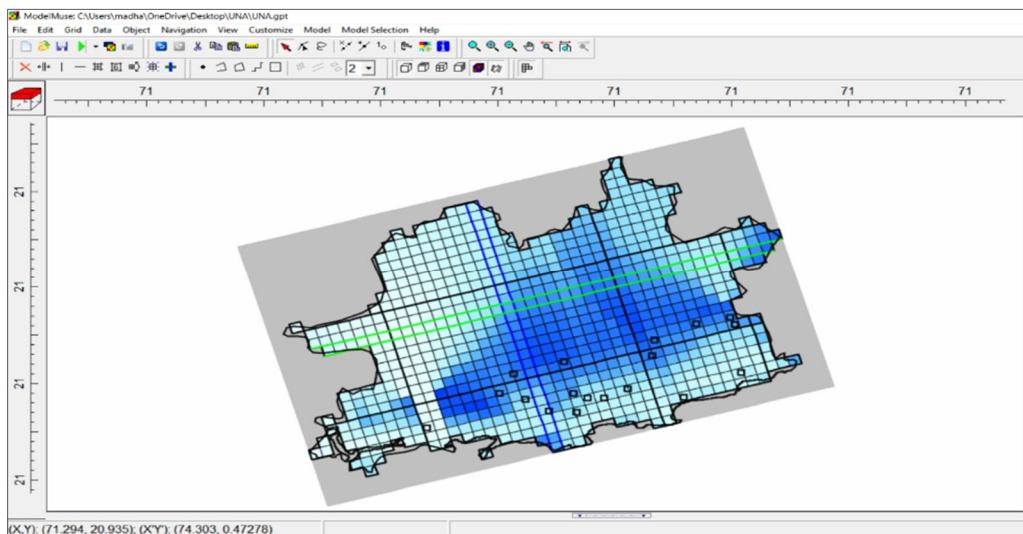 ModelMuse: C:\Users\madha\OneDrive\Desktop\UNA\UNA.gpt
File Edit Grid Data Object Navigation View Customize Model Model Selection Help
2
71 71 71 71 71 71 71 71
21
21
21
21
(X,Y): (71.294, 20.935); (X'Y'): (74.303, 0.47278)